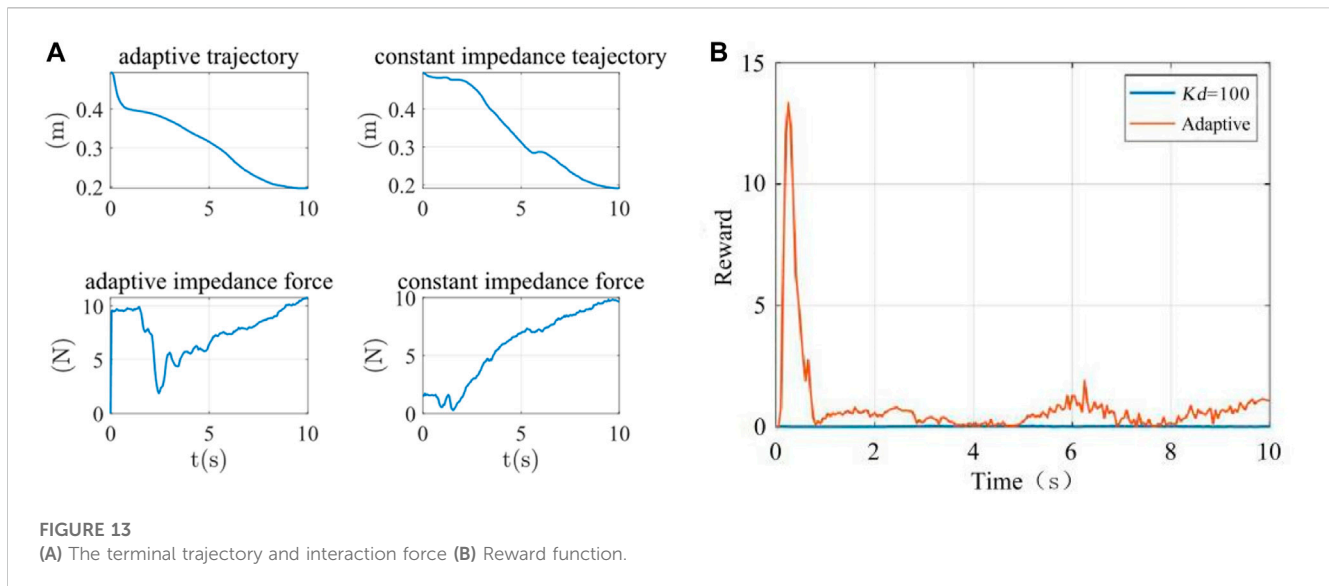 A
adaptive trajectory
(m)
0.4
0.3
0.2
0
5
10
constant impedance teajectory
(m)
0.4
0.3
0.2
0
5
10
adaptive impedance force
(N)
10
5
0
0
5
10
t(s)
constant impedance force
(N)
10
5
0
0
5
10
t(s)
B
15
10
5
0
Reward
Kd=100
Adaptive
0
2
4
6
8
10
Time (s)
FIGURE 13
(A) The terminal trajectory and interaction force (B) Reward function.